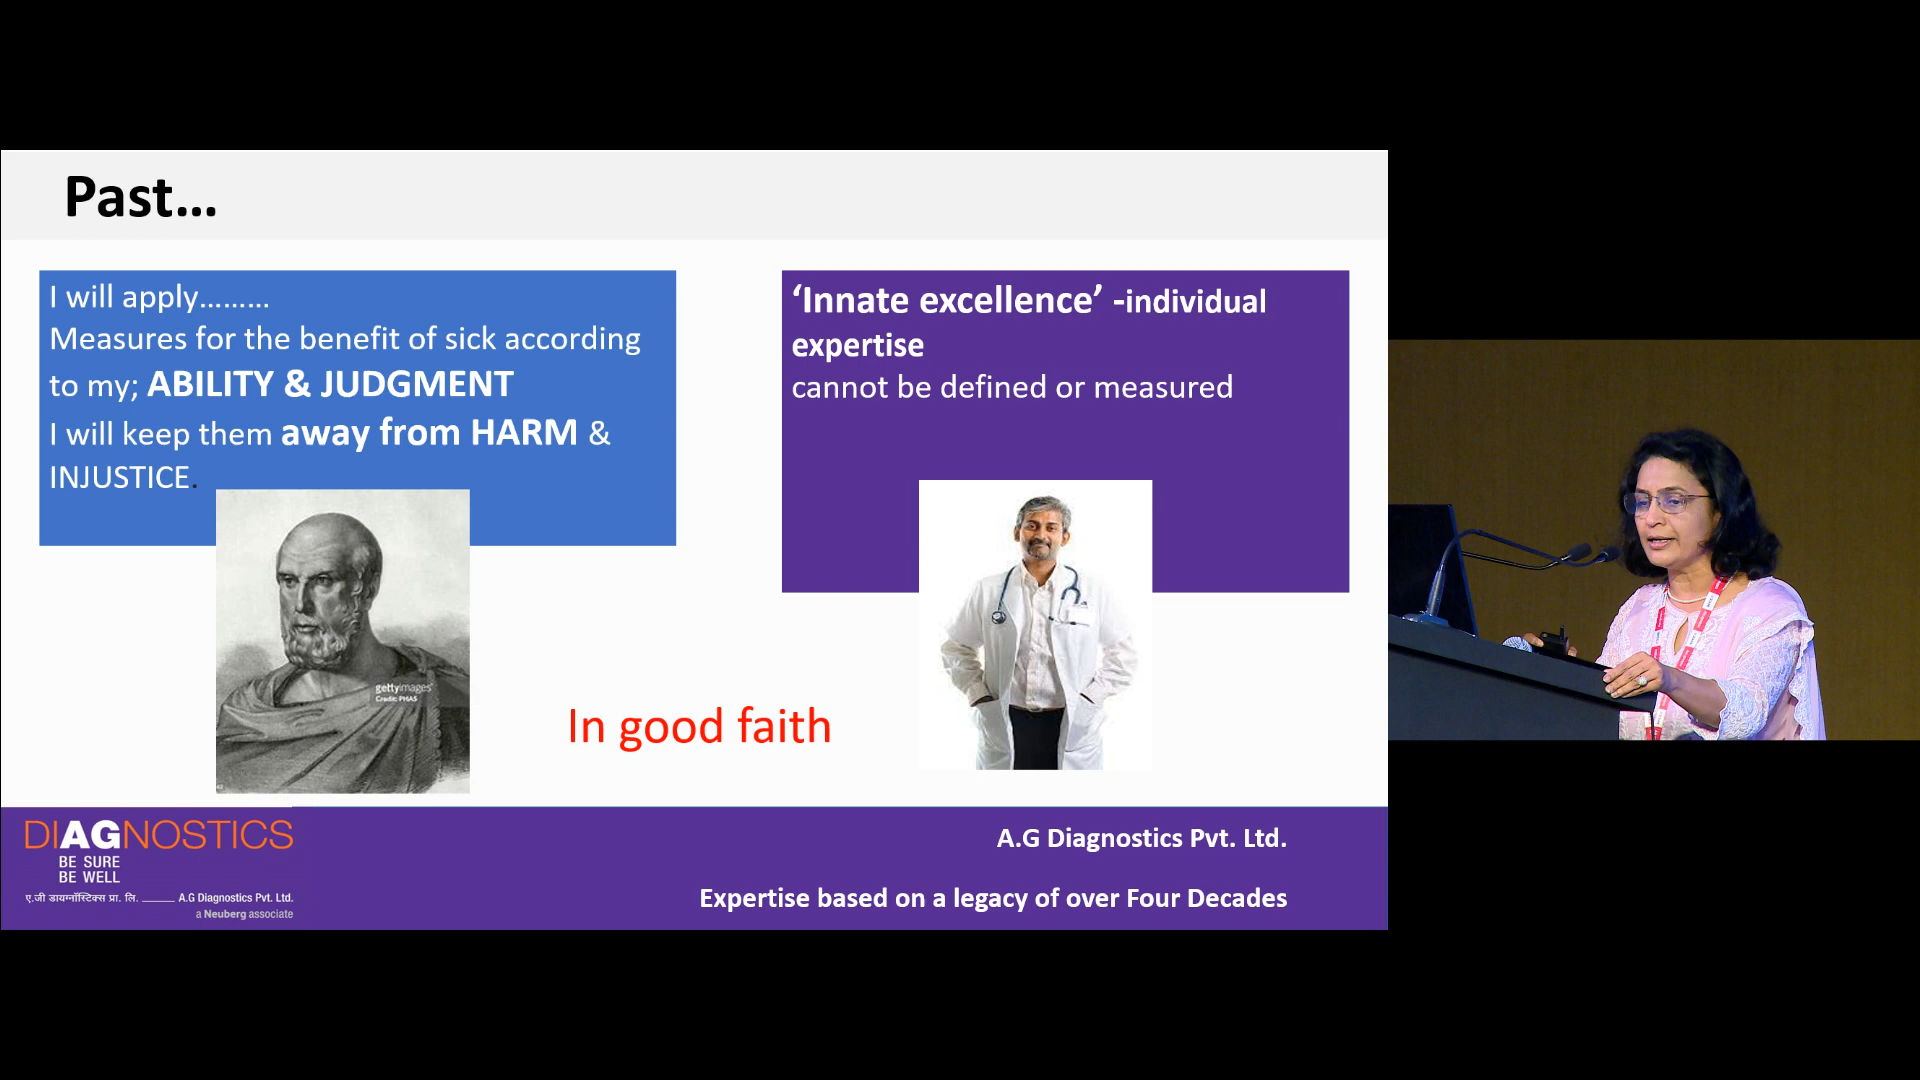 Past...
I will apply.........
Measures for the benefit of sick according
to my; ABILITY & JUDGMENT
I will keep them away from HARM &
INJUSTICE.
‘Innate excellence’ -individual
expertise
cannot be defined or measured
gettyimages®
Credit: PHAS
In good faith
DIAGNOSTICS
BE SURE
BE WELL
ए.जी डायग्नॉस्टिक्स प्रा. लि. A.G Diagnostics Pvt. Ltd.
a Neuberg associate
A.G Diagnostics Pvt. Ltd.
Expertise based on a legacy of over Four Decades